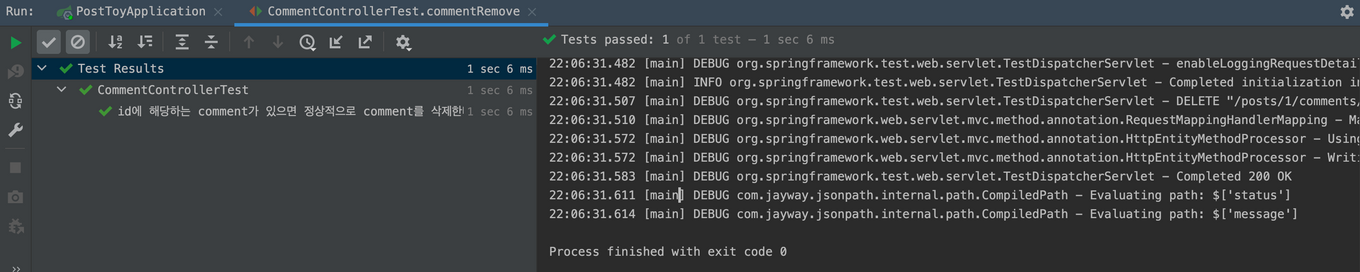 Run: PostToyApplication × CommentControllerTest.commentRemove ×
Tests passed: 1 of 1 test – 1 sec 6 ms
Test Results 1 sec 6 ms
CommentControllerTest 1 sec 6 ms
id에 해당하는 comment가 있으면 정상적으로 comment를 삭제한 1 sec 6 ms
22:06:31.482 [main] DEBUG org.springframework.test.web.servlet.TestDispatcherServlet – enableLoggingRequestDetai
22:06:31.482 [main] INFO org.springframework.test.web.servlet.TestDispatcherServlet – Completed initialization i
22:06:31.507 [main] DEBUG org.springframework.test.web.servlet.TestDispatcherServlet – DELETE "/posts/1/comments/
22:06:31.510 [main] DEBUG org.springframework.web.servlet.mvc.method.annotation.RequestMappingHandlerMapping – Ma
22:06:31.572 [main] DEBUG org.springframework.web.servlet.mvc.method.annotation.HttpEntityMethodProcessor – Using
22:06:31.572 [main] DEBUG org.springframework.web.servlet.mvc.method.annotation.HttpEntityMethodProcessor – Writi
22:06:31.583 [main] DEBUG org.springframework.test.web.servlet.TestDispatcherServlet – Completed 200 OK
22:06:31.611 [main] DEBUG com.jayway.jsonpath.internal.path.CompiledPath – Evaluating path: $['status']
22:06:31.614 [main] DEBUG com.jayway.jsonpath.internal.path.CompiledPath – Evaluating path: $['message']
Process finished with exit code 0